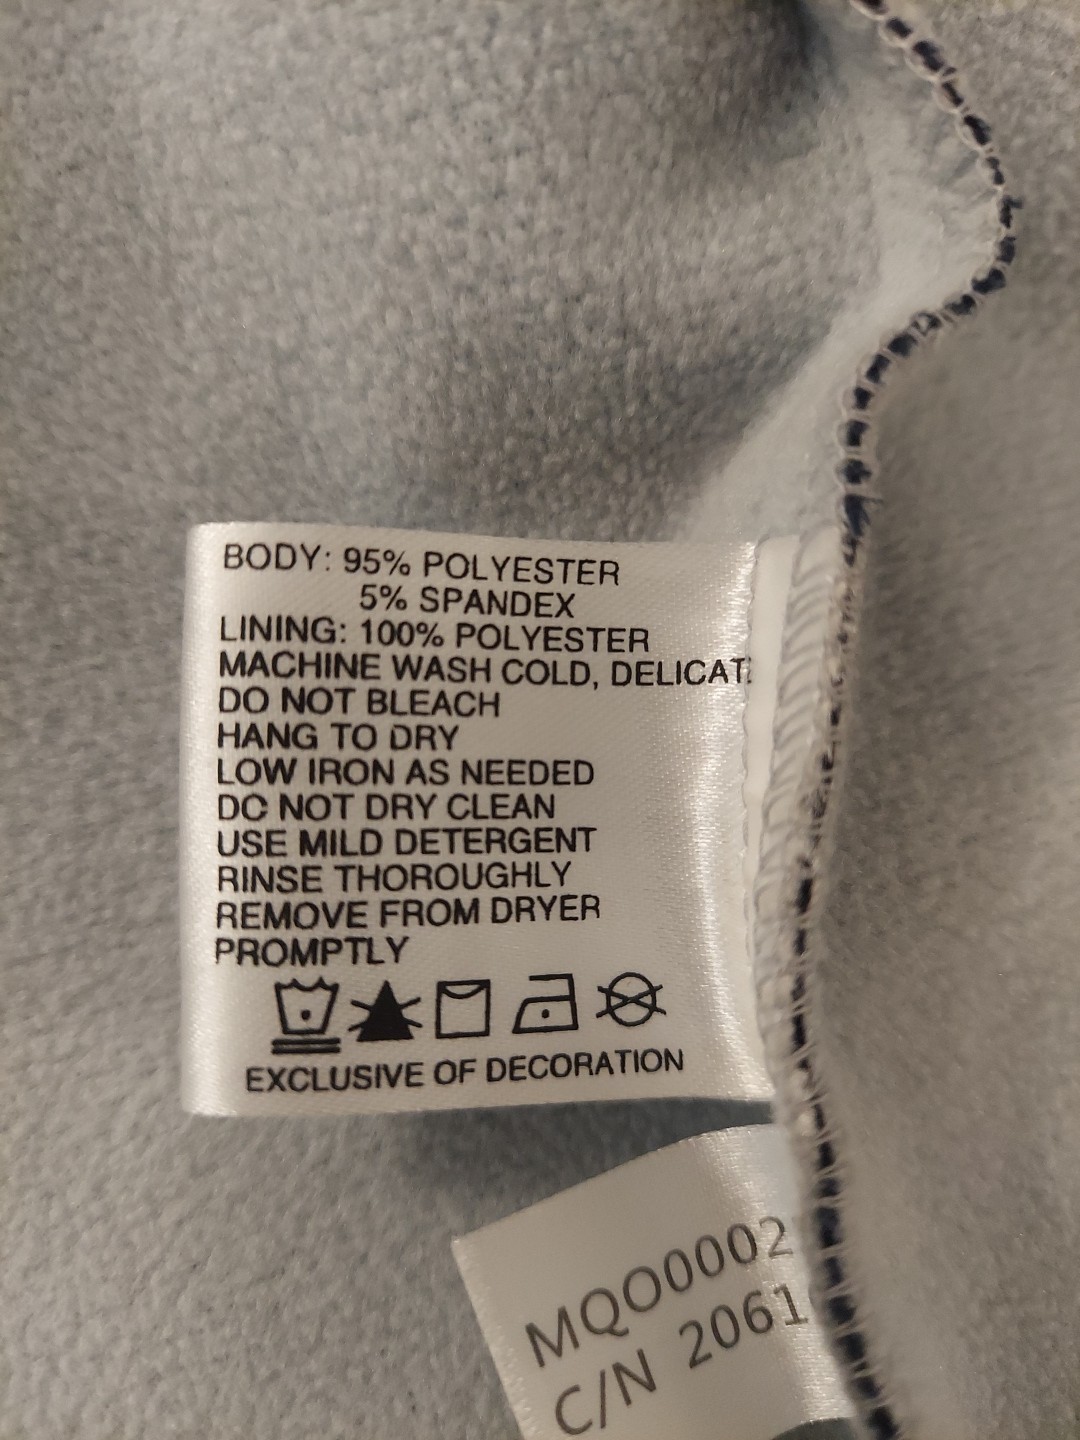 BODY: 95% POLYESTER
5% SPANDEX
LINING: 100% POLYESTER
MACHINE WASH COLD, DELICAT
DO NOT BLEACH
HANG TO DRY
LOW IRON AS NEEDED
DO NOT DRY CLEAN
USE MILD DETERGENT
RINSE THOROUGHLY
REMOVE FROM DRYER
PROMPTLY
EXCLUSIVE OF DECORATION
MQO0002
C/N 2061